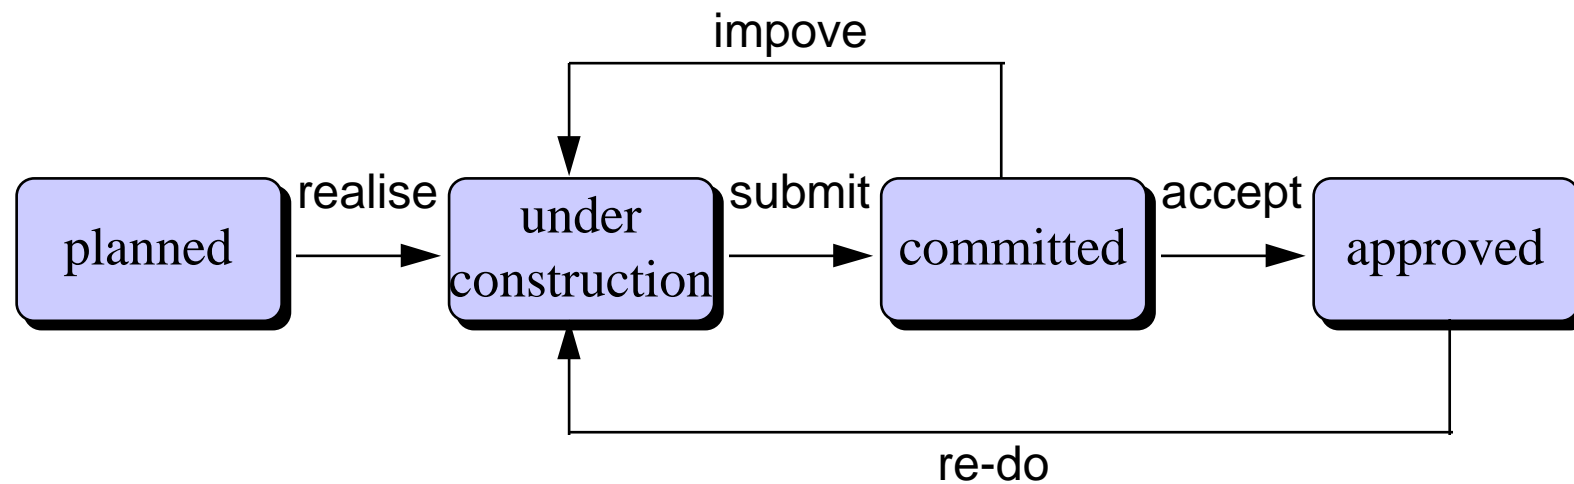 impove
realise
submit
accept
planned
under
construction
committed
approved
re-do